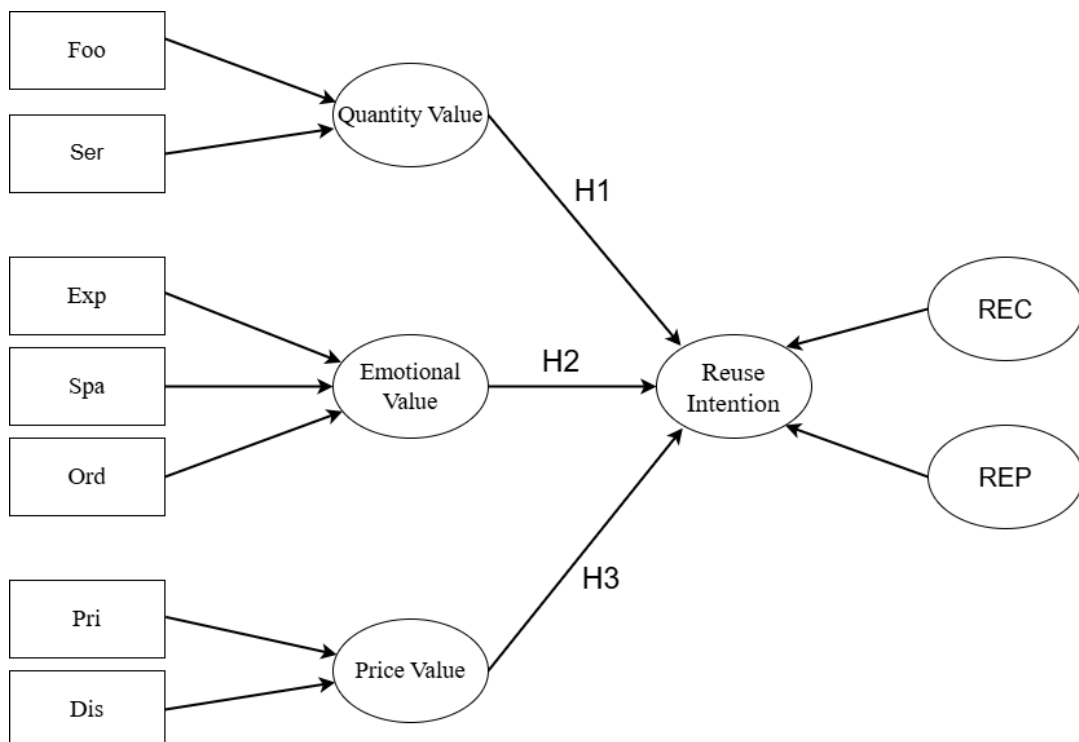 Foo
Ser
Quantity Value
H1
Exp
Spa
Ord
Emotional
Value
H2
Reuse
Intention
REC
REP
Pri
Dis
Price Value
H3